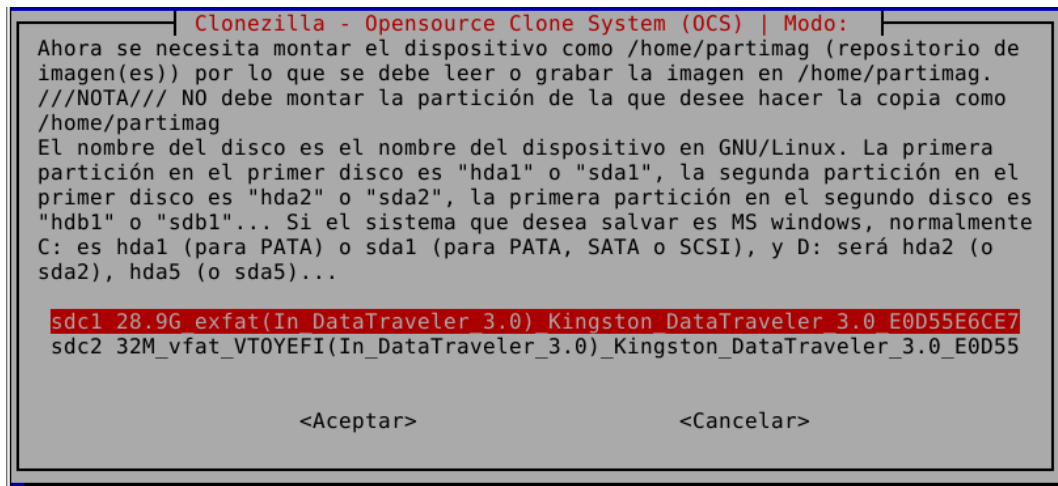 Clonezilla - Opensource Clone System (OCS) | Modo:
Ahora se necesita montar el dispositivo como /home/partimag (repositorio de
imagen(es)) por lo que se debe leer o grabar la imagen en /home/partimag.
///NOTA/// NO debe montar la partición de la que desee hacer la copia como
/home/partimag
El nombre del disco es el nombre del dispositivo en GNU/Linux. La primera
partición en el primer disco es "hda1" o "sda1", la segunda partición en el
primer disco es "hda2" o "sda2", la primera partición en el segundo disco es
"hdb1" o "sdb1"... Si el sistema que desea salvar es MS windows, normalmente
C: es hda1 (para PATA) o sda1 (para PATA, SATA o SCSI), y D: será hda2 (o
sda2), hda5 (o sda5)...
sdc1 28.9G_exfat(In_DataTraveler_3.0)_Kingston_DataTraveler_3.0_E0D55E6CE7
sdc2 32M_vfat_VTOYEFI(In_DataTraveler_3.0)_Kingston_DataTraveler_3.0_E0D55
<Aceptar> <Cancelar>